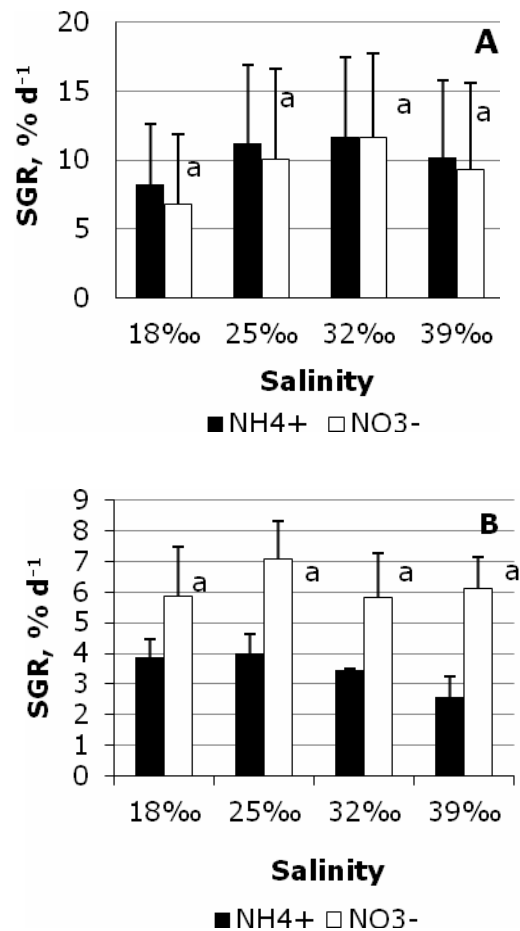 A
SGR, % d-1
20
15
10
5
0
a a a a
18‰ 25‰ 32‰ 39‰
Salinity
■NH4+ □NO3-
B
SGR, % d-1
9
8
7
6
5
4
3
2
1
0
a a a a
18‰ 25‰ 32‰ 39‰
Salinity
■NH4+ □NO3-